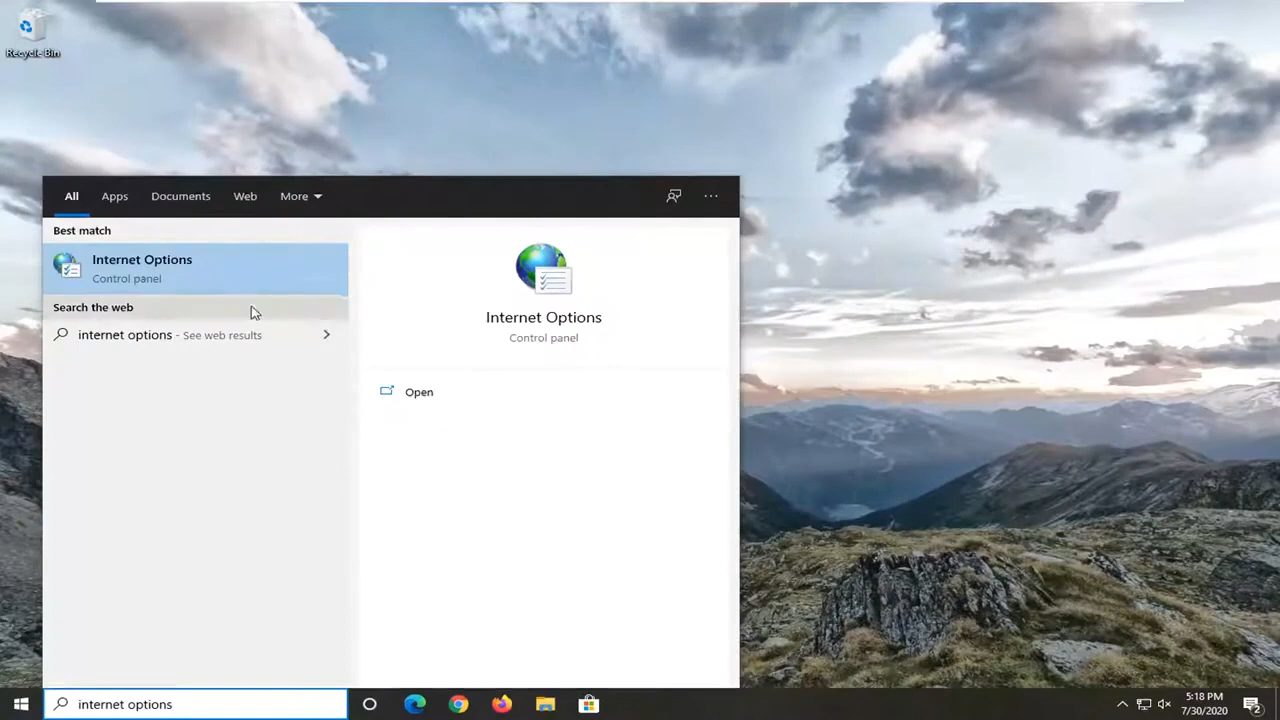 Recycle Bin
All Apps Documents Web More ...
Best match
Internet Options
Control panel
Search the web
internet options - See web results
Internet Options
Control panel
Open
internet options
5:18 PM
7/30/2020
2